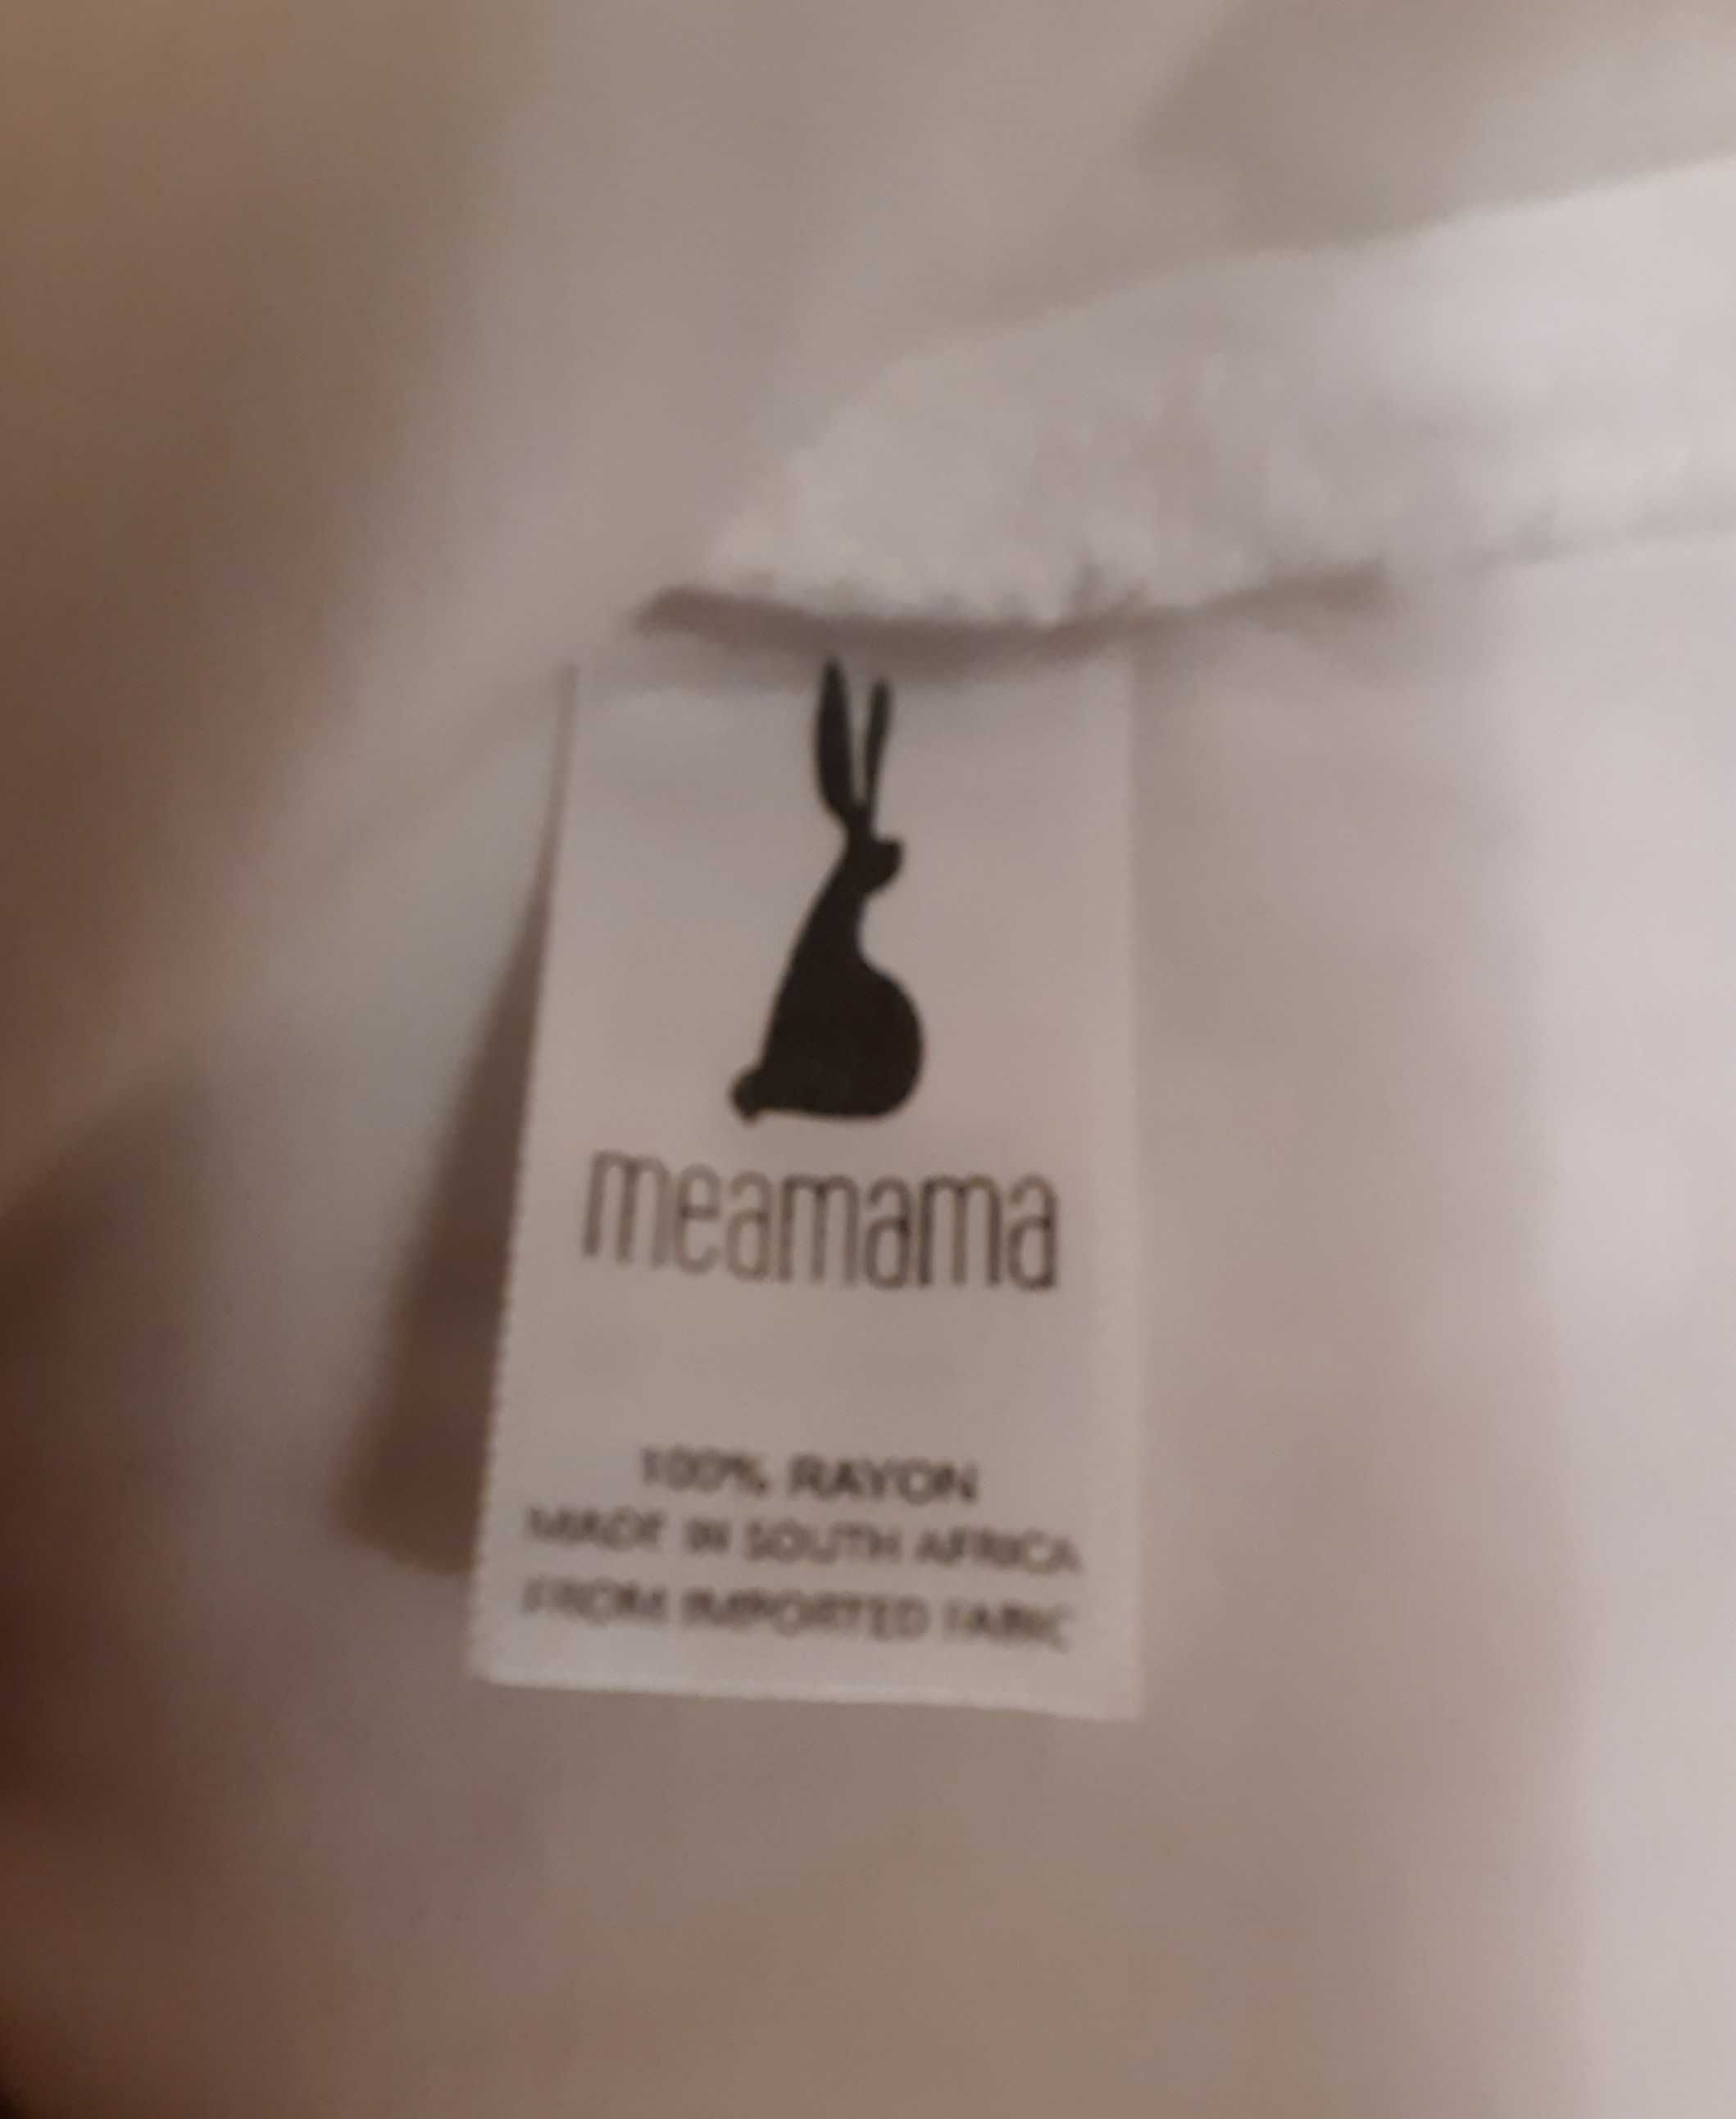 meamama
100% RAYON
MADE IN SOUTH AFRICA
FROM IMPORTED FABRIC